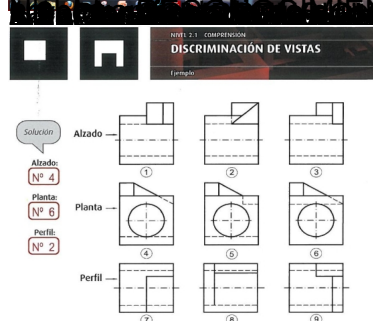 NIVEL 2.1 COMPRENSIÓN
DISCRIMINACIÓN DE VISTAS
Ejemplo
Solución
Alzado:
Nº 4
Planta:
Nº 6
Perfil:
Nº 2
Alzado
1
2
3
Planta
4
5
6
Perfil
7
8
9